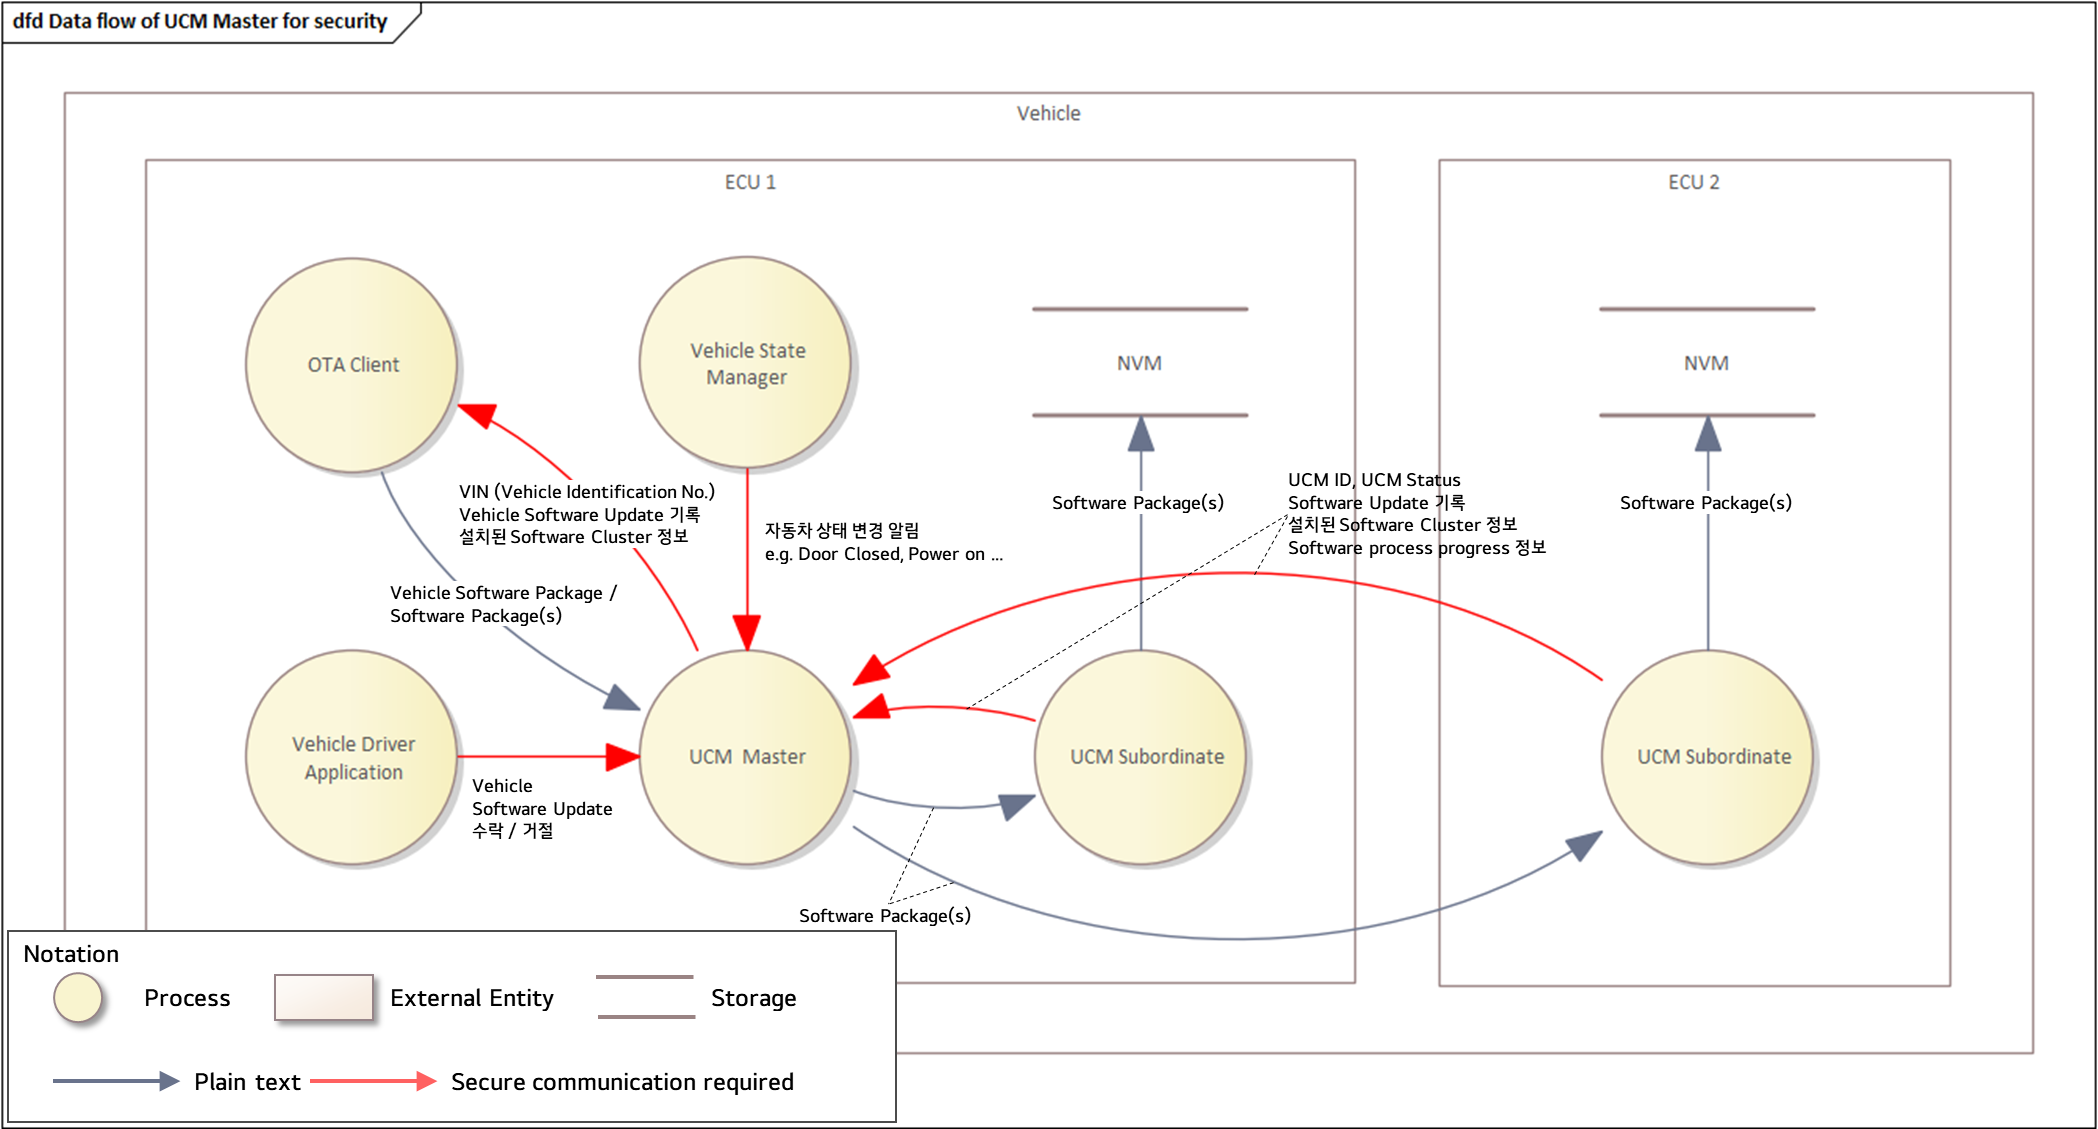 dfd Data flow of UCM Master for security
Vehicle
ECU 1
ECU 2
OTA Client
Vehicle State
Manager
NVM
NVM
VIN (Vehicle Identification No.)
Vehicle Software Update 기록
설치된 Software Cluster 정보
자동차 상태 변경 알림
e.g. Door Closed, Power on ...
Software Package(s)
UCM ID, UCM Status
Software Update 기록
설치된 Software Cluster 정보
Software process progress 정보
Software Package(s)
Vehicle Software Package /
Software Package(s)
Vehicle Driver
Application
Vehicle
Software Update
수락 / 거절
UCM Master
UCM Subordinate
UCM Subordinate
Software Package(s)
Notation
Process
External Entity
Storage
Plain text
Secure communication required